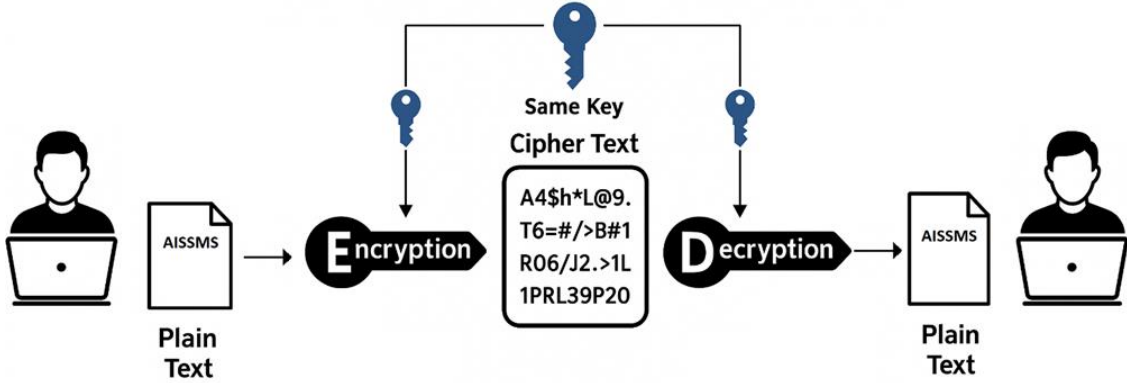 Same Key
Cipher Text
A4$h*L@9.
T6=#/>B#1
R06/J2.>1L
1PRL39P20
AISSMS
Plain
Text
Encryption
Decryption
AISSMS
Plain
Text